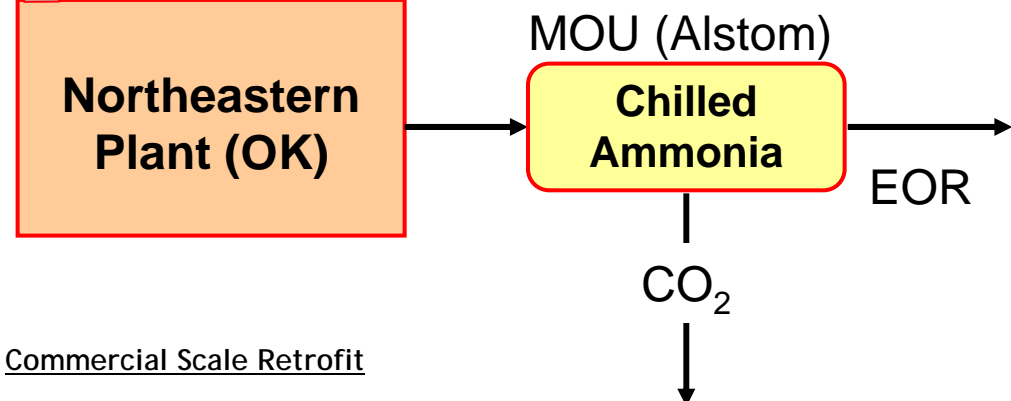 MOU (Alstom)
Northeastern
Plant (OK)
Chilled
Ammonia
EOR
CO₂
Commercial Scale Retrofit